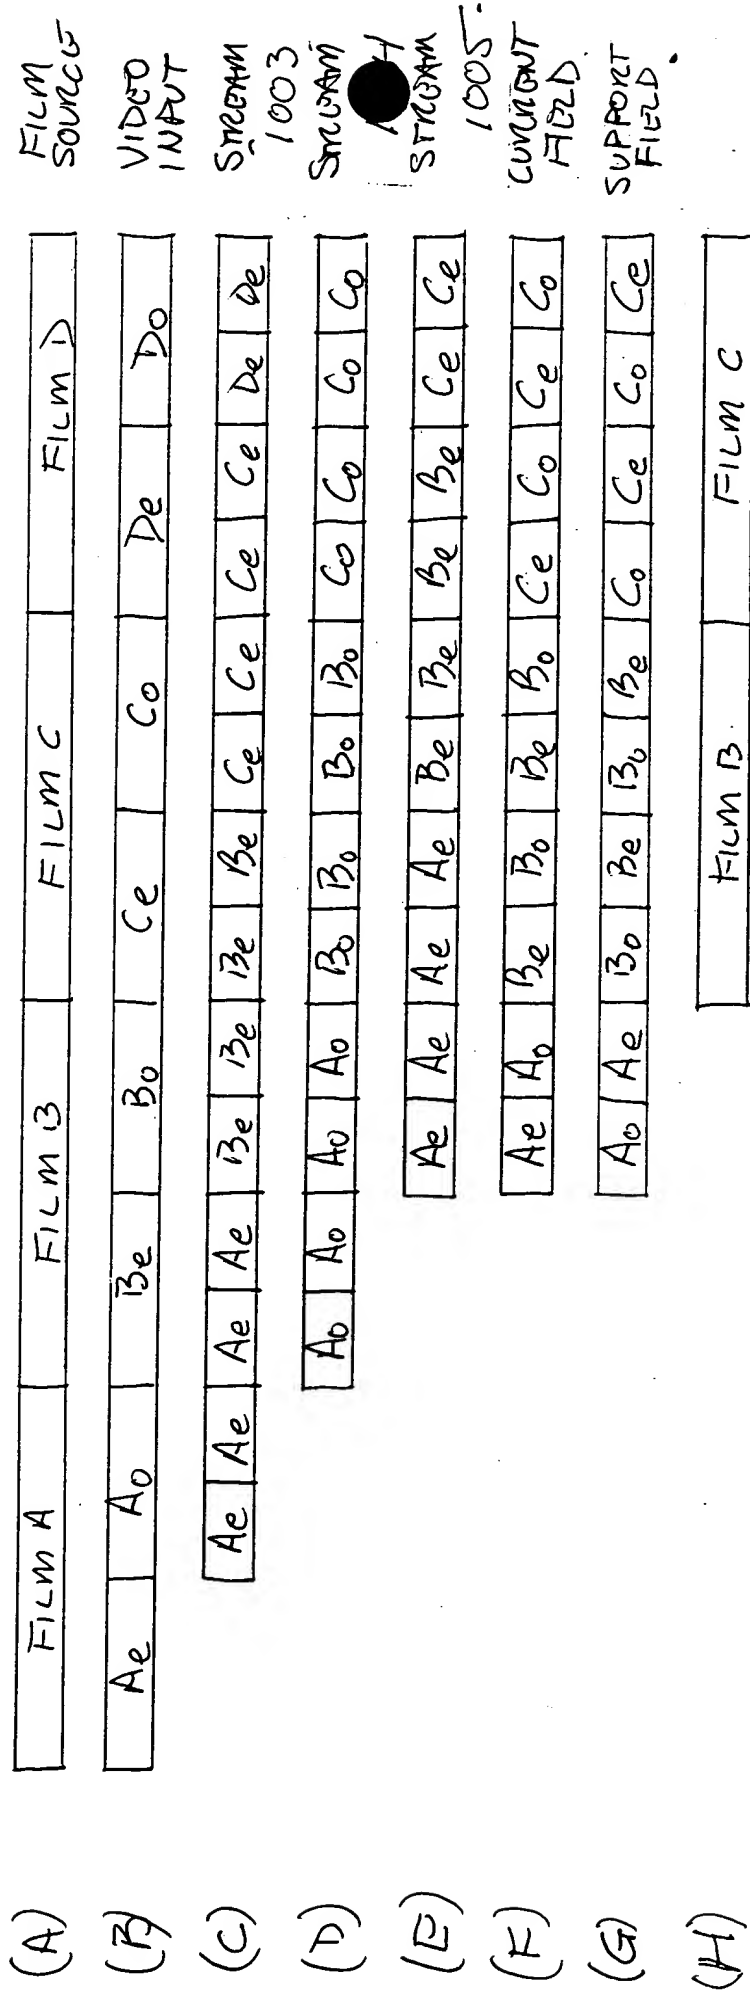 (A) FILM A FILM B FILM C FILM D FILM SOURCE
(B) Ae Ao Be Bo Ce Co De Do VIDEO INPUT
(C) Ae Ae Ae Ae Be Be Be Be Ce Ce Ce Ce De De STREAM 1003
(D) Ao Ao Ao Ao Bo Bo Bo Bo Co Co Co Co STREAM
(E) Ae Ae Ae Ae Be Be Be Be Ce Ce STREAM 1005
(F) Ae Ao Be Bo Be Bo Ce Co Ce Co CURRENT FIELD
(G) Ao Ae Bo Be Bo Be Co Ce Co Ce SUPPORT FIELD
(H) FILM B FILM C